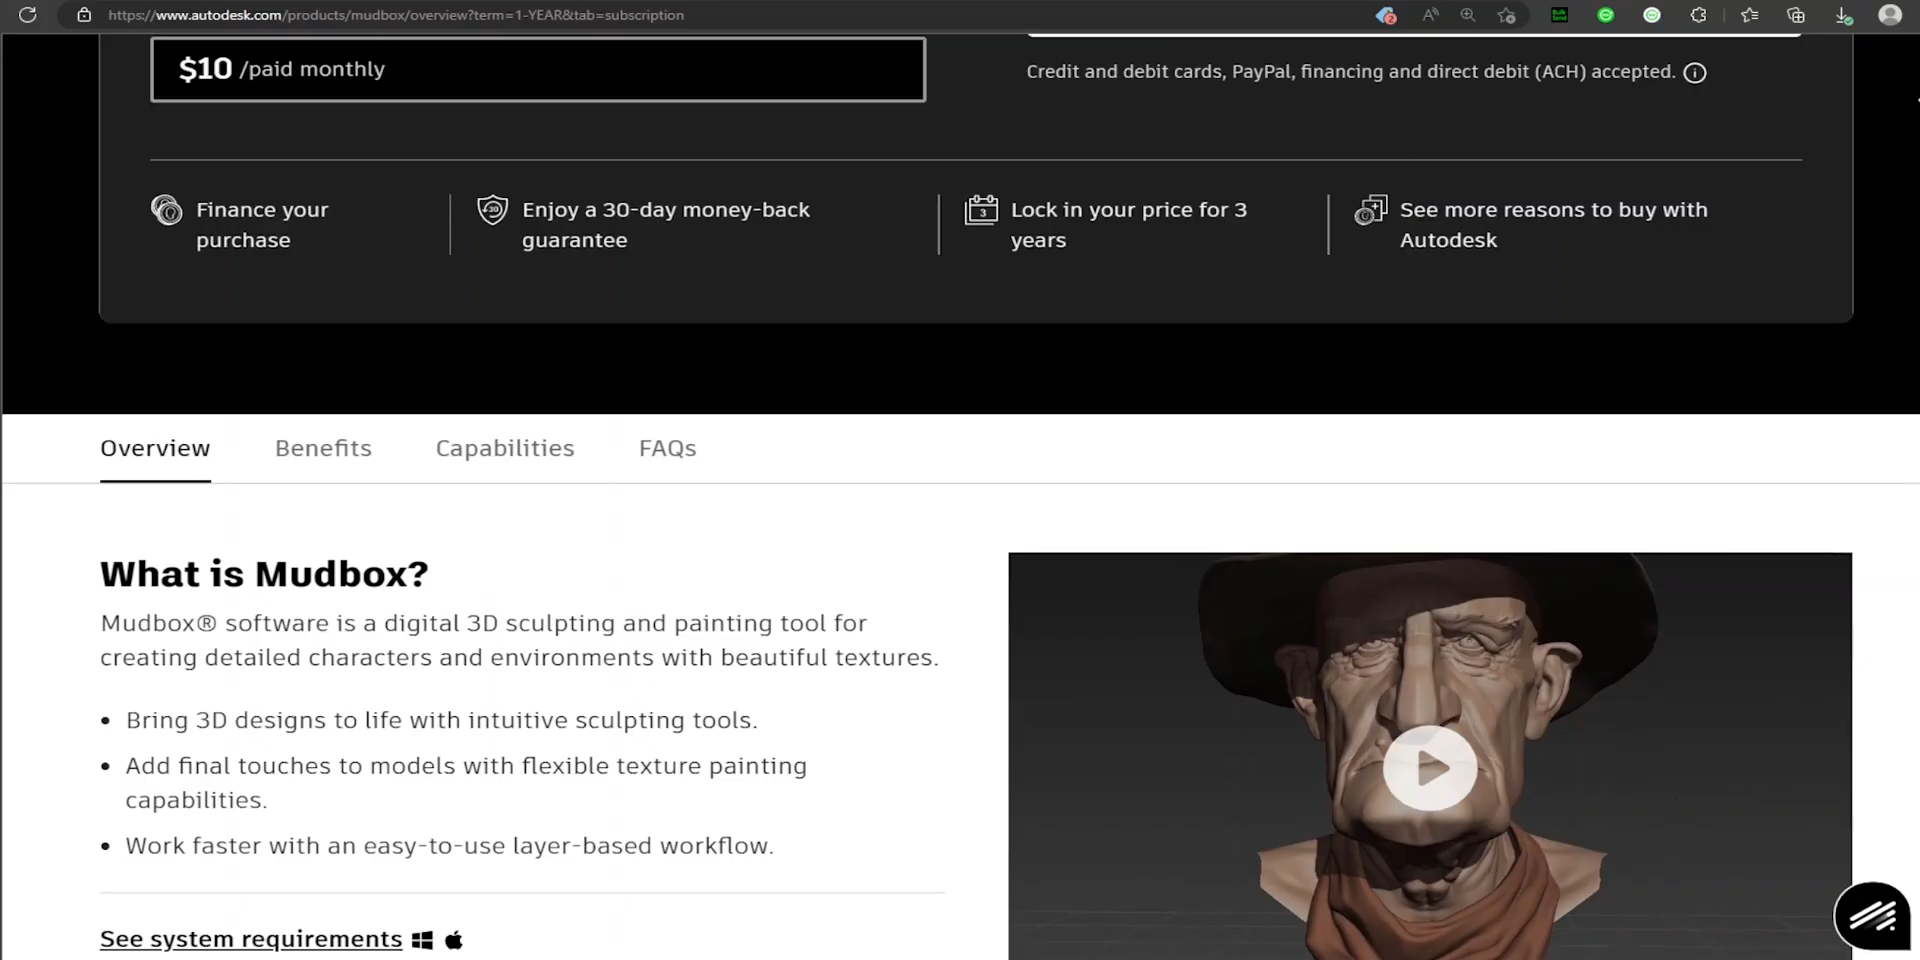 https://www.autodesk.com/products/mudbox/overview?term=1-YEAR&tab=subscription
2
Bulk
Send
$10 /paid monthly
Credit and debit cards, PayPal, financing and direct debit (ACH) accepted.
Finance your
purchase
30
Enjoy a 30-day money-back
guarantee
3
Lock in your price for 3
years
See more reasons to buy with
Autodesk
Overview
Benefits
Capabilities
FAQs
What is Mudbox?
Mudbox® software is a digital 3D sculpting and painting tool for
creating detailed characters and environments with beautiful textures.
• Bring 3D designs to life with intuitive sculpting tools.
• Add final touches to models with flexible texture painting
capabilities.
• Work faster with an easy-to-use layer-based workflow.
See system requirements